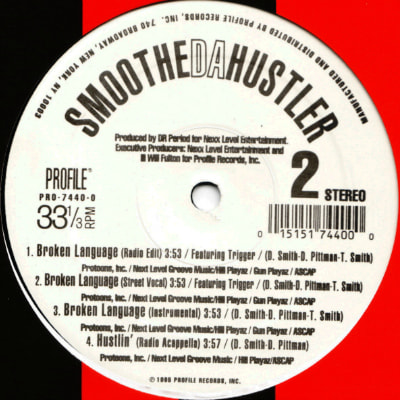 MANUFACTURED AND DISTRIBUTED BY PROFILE RECORDS, INC. 740 BROADWAY, NEW YORK, NY 10003
SMOOTHE DA HUSTLER
Produced by DR Period for Nexx Level Entertainment.
Executive Producers: Nexx Level Entertainment and
Ill Will Fulton for Profile Records, Inc.
2
STEREO
PROFILE®
PRO-7440-0
33 1/3 RPM
0 15151 74400 0
1. Broken Language (Radio Edit) 3:53 / Featuring Trigger / (D. Smith-D. Pittman-T. Smith)
Protoons, Inc. / Next Level Groove Music/Hill Playaz / Gun Playaz / ASCAP
2. Broken Language (Street Vocal) 3:53 / Featuring Trigger / (D. Smith-D. Pittman-T. Smith)
Protoons, Inc. / Next Level Groove Music/Hill Playaz / Gun Playaz / ASCAP
3. Broken Language (Instrumental) 3:53 / (D. Smith-D. Pittman-T. Smith)
Protoons, Inc. / Next Level Groove Music/Hill Playaz / Gun Playaz / ASCAP
4. Hustlin' (Radio Acappella) 3:57 / (D. Smith-D. Pittman)
Protoons, Inc. / Next Level Groove Music / Hill Playaz/ASCAP
© 1995 PROFILE RECORDS, INC.